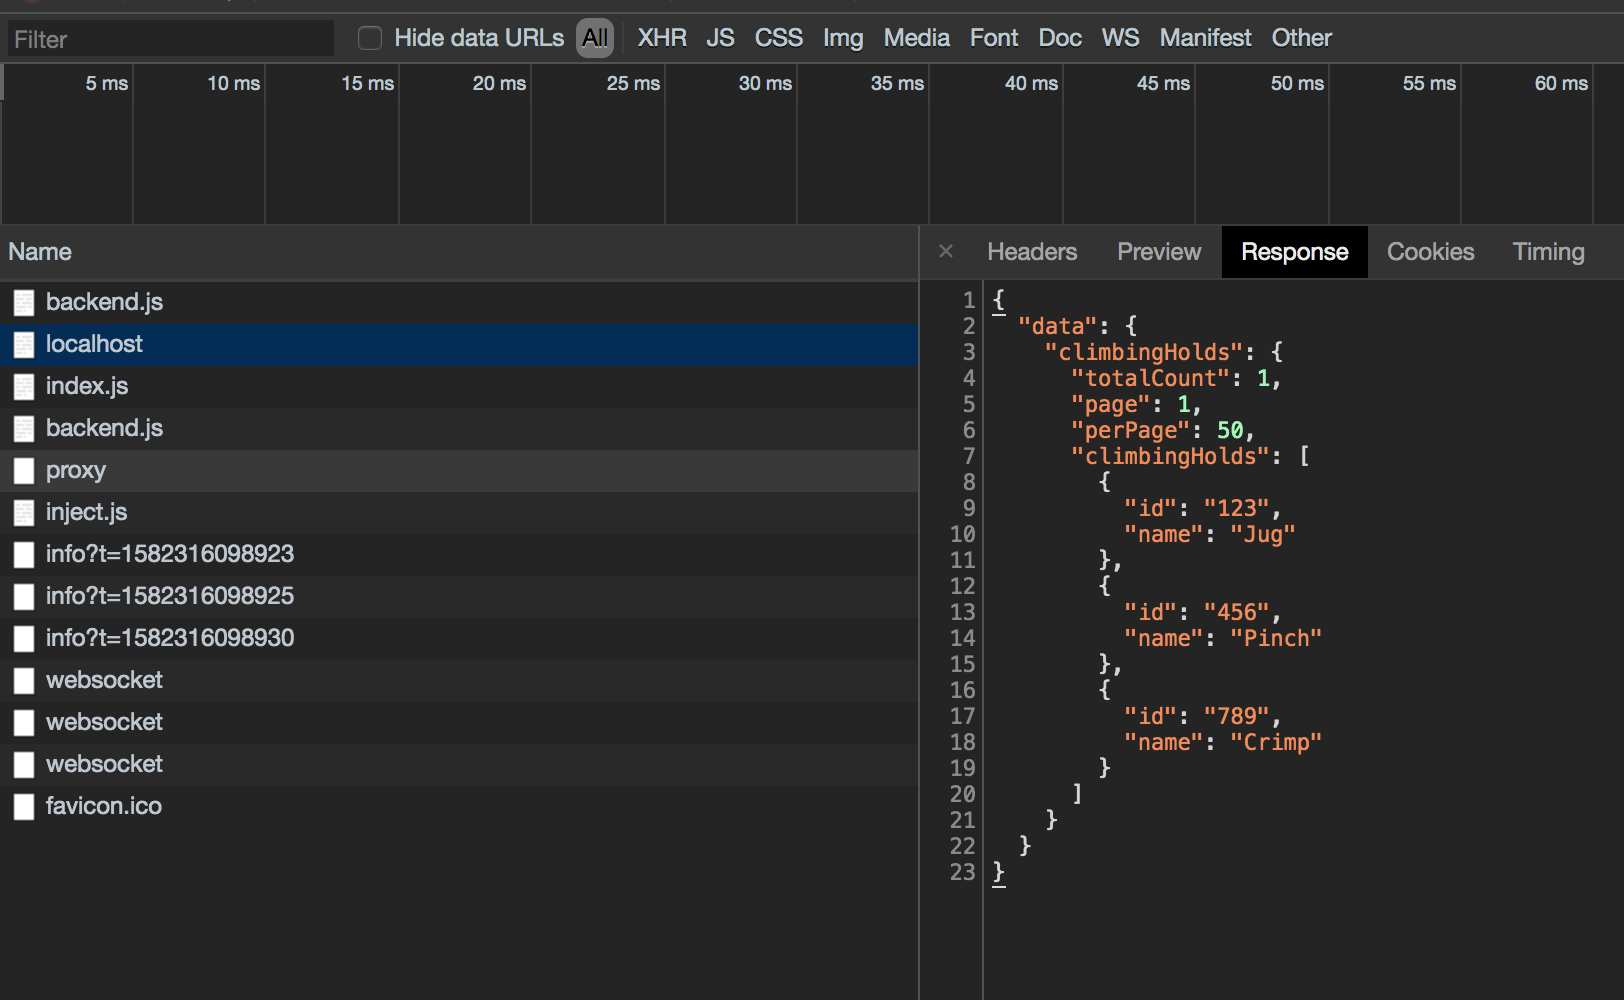 Filter Hide data URLs All XHR JS CSS Img Media Font Doc WS Manifest Other
5 ms 10 ms 15 ms 20 ms 25 ms 30 ms 35 ms 40 ms 45 ms 50 ms 55 ms 60 ms
Name
backend.js
localhost
index.js
backend.js
proxy
inject.js
info?t=1582316098923
info?t=1582316098925
info?t=1582316098930
websocket
websocket
websocket
favicon.ico
× Headers Preview Response Cookies Timing
1 {
2   "data": {
3     "climbingHolds": {
4       "totalCount": 1,
5       "page": 1,
6       "perPage": 50,
7       "climbingHolds": [
8         {
9           "id": "123",
10           "name": "Jug"
11         },
12         {
13           "id": "456",
14           "name": "Pinch"
15         },
16         {
17           "id": "789",
18           "name": "Crimp"
19         }
20       ]
21     }
22   }
23 }